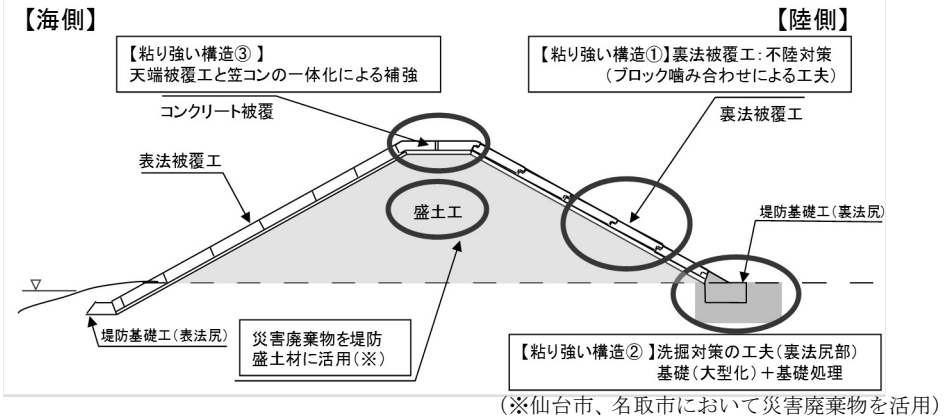 【海側】
【陸側】
【粘り強い構造③ 】
天端被覆工と笠コンの一体化による補強
【粘り強い構造①】裏法被覆工:不陸対策
(ブロック噛み合わせによる工夫)
コンクリート被覆
裏法被覆工
表法被覆工
盛土工
堤防基礎工(裏法尻)
堤防基礎工(表法尻)
災害廃棄物を堤防
盛土材に活用(※)
【粘り強い構造② 】洗掘対策の工夫(裏法尻部)
基礎(大型化)+基礎処理
(※仙台市、名取市において災害廃棄物を活用)